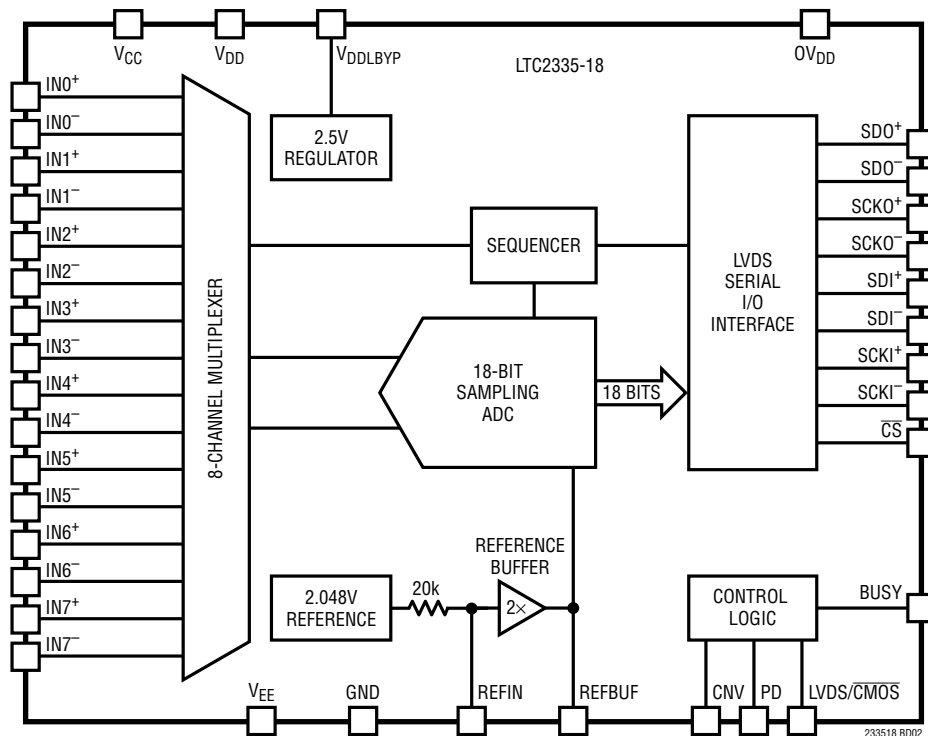 V_CC
V_DD
V_DDLBYP
OV_DD
LTC2335-18
IN0⁺
IN0⁻
IN1⁺
IN1⁻
IN2⁺
IN2⁻
IN3⁺
IN3⁻
IN4⁺
IN4⁻
IN5⁺
IN5⁻
IN6⁺
IN6⁻
IN7⁺
IN7⁻
8-CHANNEL MULTIPLEXER
2.5V
REGULATOR
SEQUENCER
18-BIT
SAMPLING
ADC
18 BITS
LVDS
SERIAL
I/O
INTERFACE
SDO⁺
SDO⁻
SCKO⁺
SCKO⁻
SDI⁺
SDI⁻
SCKI⁺
SCKI⁻
C̅S̅
REFERENCE
BUFFER
2.048V
REFERENCE
20k
2×
CONTROL
LOGIC
BUSY
V_EE
GND
REFIN
REFBUF
CNV
PD
LVDS/C̅M̅O̅S̅
233518 BD02